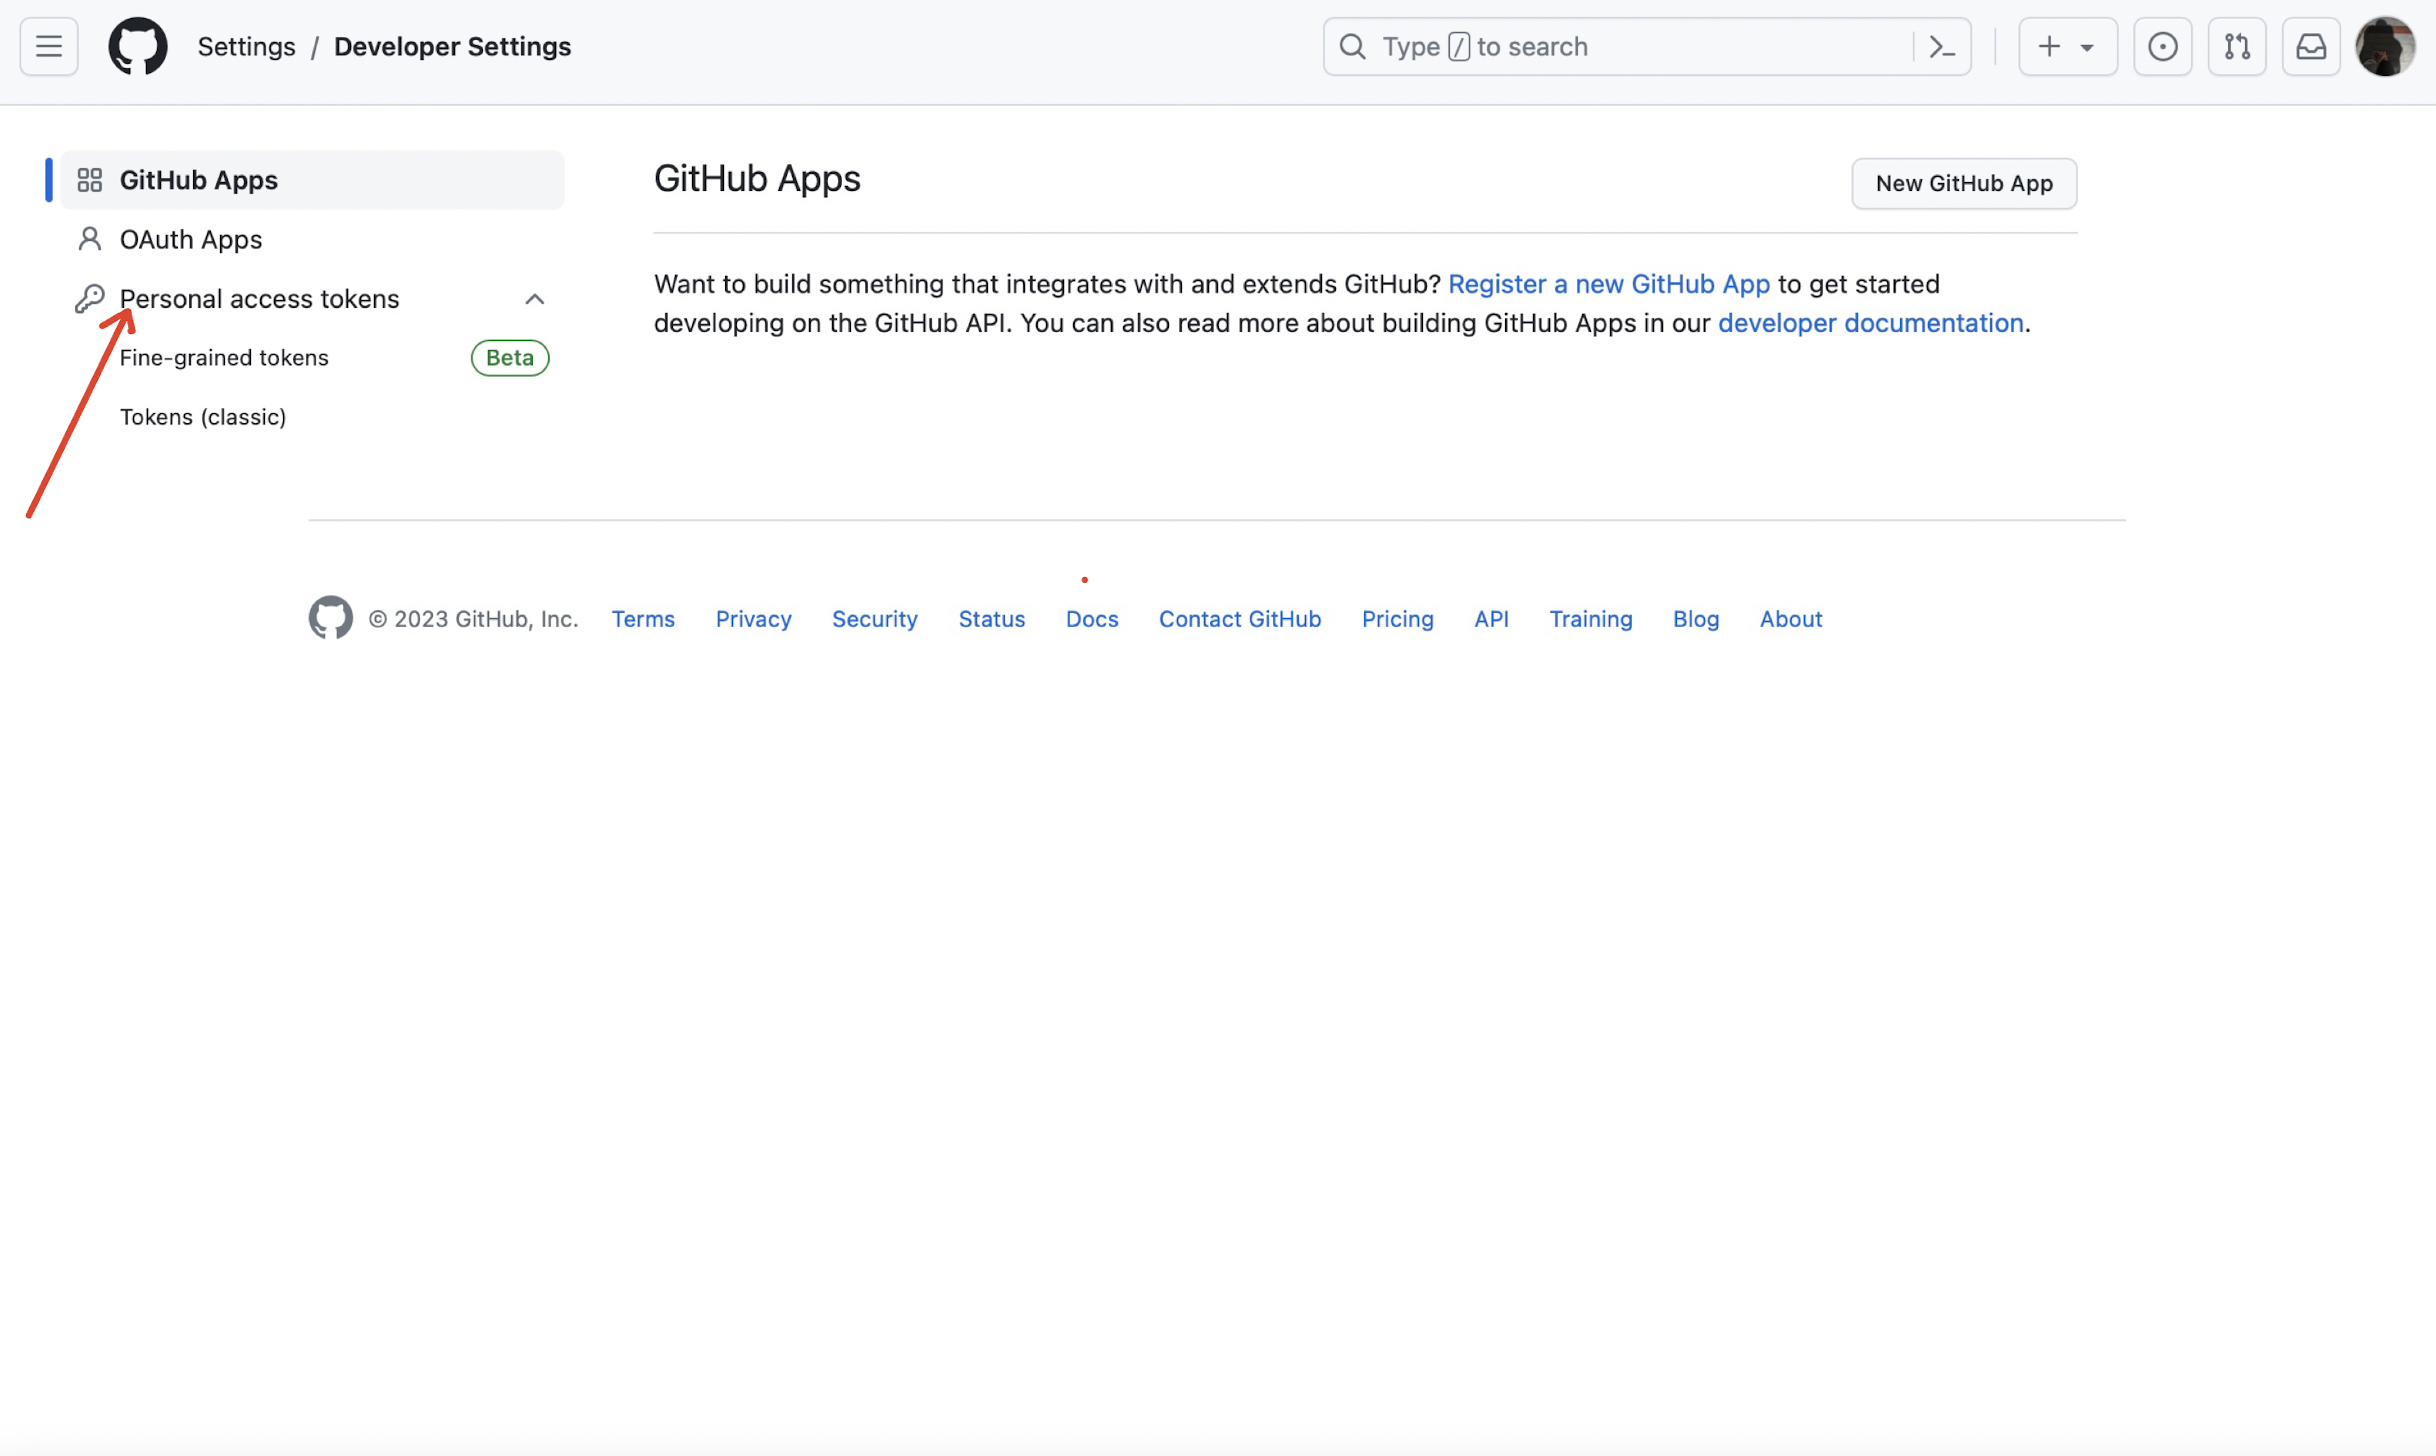 Settings / Developer Settings
Type / to search
GitHub Apps
OAuth Apps
Personal access tokens
Fine-grained tokens Beta
Tokens (classic)
GitHub Apps
New GitHub App
Want to build something that integrates with and extends GitHub? Register a new GitHub App to get started
developing on the GitHub API. You can also read more about building GitHub Apps in our developer documentation.
© 2023 GitHub, Inc. Terms Privacy Security Status Docs Contact GitHub Pricing API Training Blog About